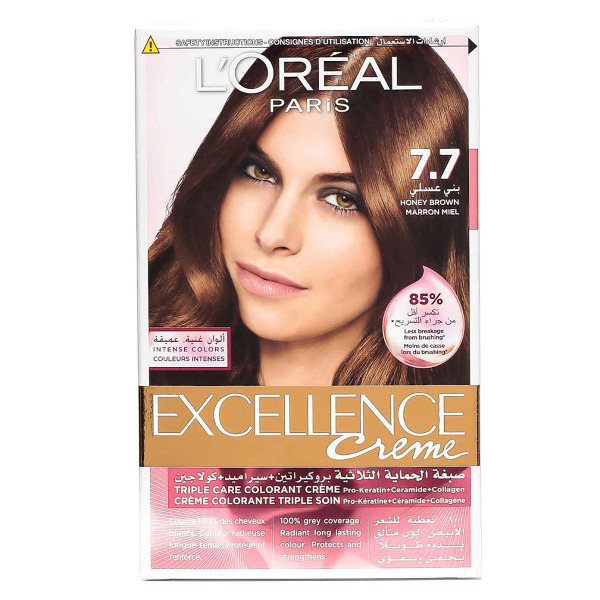 SAFETY INSTRUCTIONS - CONSIGNES D'UTILISATION إرشادات الاستعمال
L'ORÉAL
PARiS
7.7
بني عسلي
HONEY BROWN
MARRON MIEL
85%
تكسر أقل
من جراء التسريح*
Less breakage
from brushing*
Moins de casse
lors du brushing*
ألوان غنية، عميقة
INTENSE COLORS
COULEURS INTENSES
EXCELLENCE
Creme
صبغة الحماية الثلاثية بروكيراتين+سيراميد+كولاجين
TRIPLE CARE COLORANT CRÈME Pro-Keratin+Ceramide+Collagen
CRÈME COLORANTE TRIPLE SOIN Pro-Kératine+Céramide+Collagène
Couvre 100% des cheveux
blancs. Couleur radieuse
longue tenue. Protège et
renforce.
100% grey coverage.
Radiant long lasting
colour. Protects and
strengthens.
تغطية للشعر
الأبيض. لون متألق
يدوم طويلاً
يحمي ويقوي